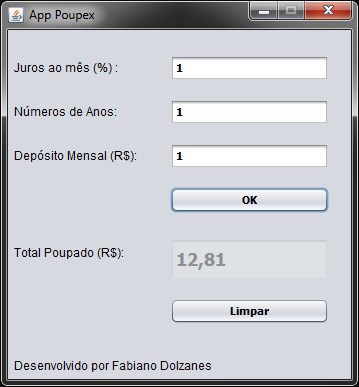 App Poupex
Juros ao mês (%) :
1
Números de Anos:
1
Depósito Mensal (R$):
1
OK
Total Poupado (R$):
12,81
Limpar
Desenvolvido por Fabiano Dolzanes